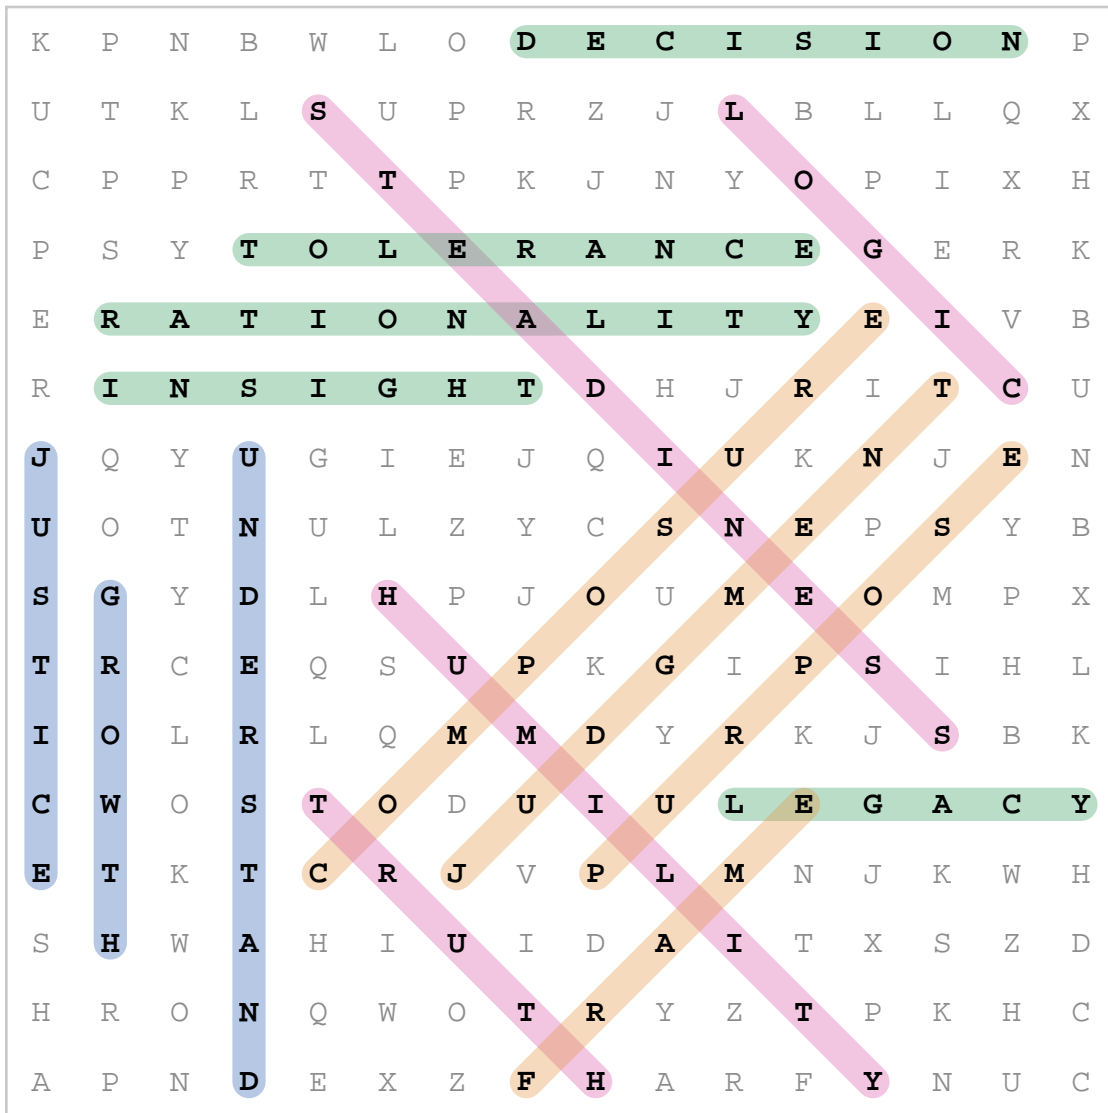 K P N B W L O D E C I S I O N P
U T K L S U P R Z J L B L L Q X
C P P R T T P K J N Y O P I X H
P S Y T O L E R A N C E G E R K
E R A T I O N A L I T Y E I V B
R I N S I G H T D H J R I T C U
J Q Y U G I E J Q I U K N J E N
U O T N U L Z Y C S N E P S Y B
S G Y D L H P J O U M E O M P X
T R C E Q S U P K G I P S I H L
I O L R L Q M M D Y R K J S B K
C W O S T O D U I U L E G A C Y
E T K T C R J V P L M N J K W H
S H W A H I U I D A I T X S Z D
H R O N Q W O T R Y Z T P K H C
A P N D E X Z F H A R F Y N U C